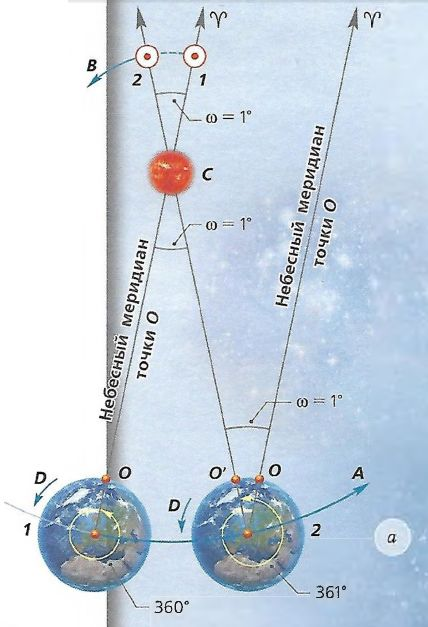 ♈ ♈
B
2 1
ω = 1°
C
ω = 1°
Небесный меридиан
точки O
Небесный меридиан
точки O
ω = 1°
D O O' O A
1 D 2
а
360° 361°